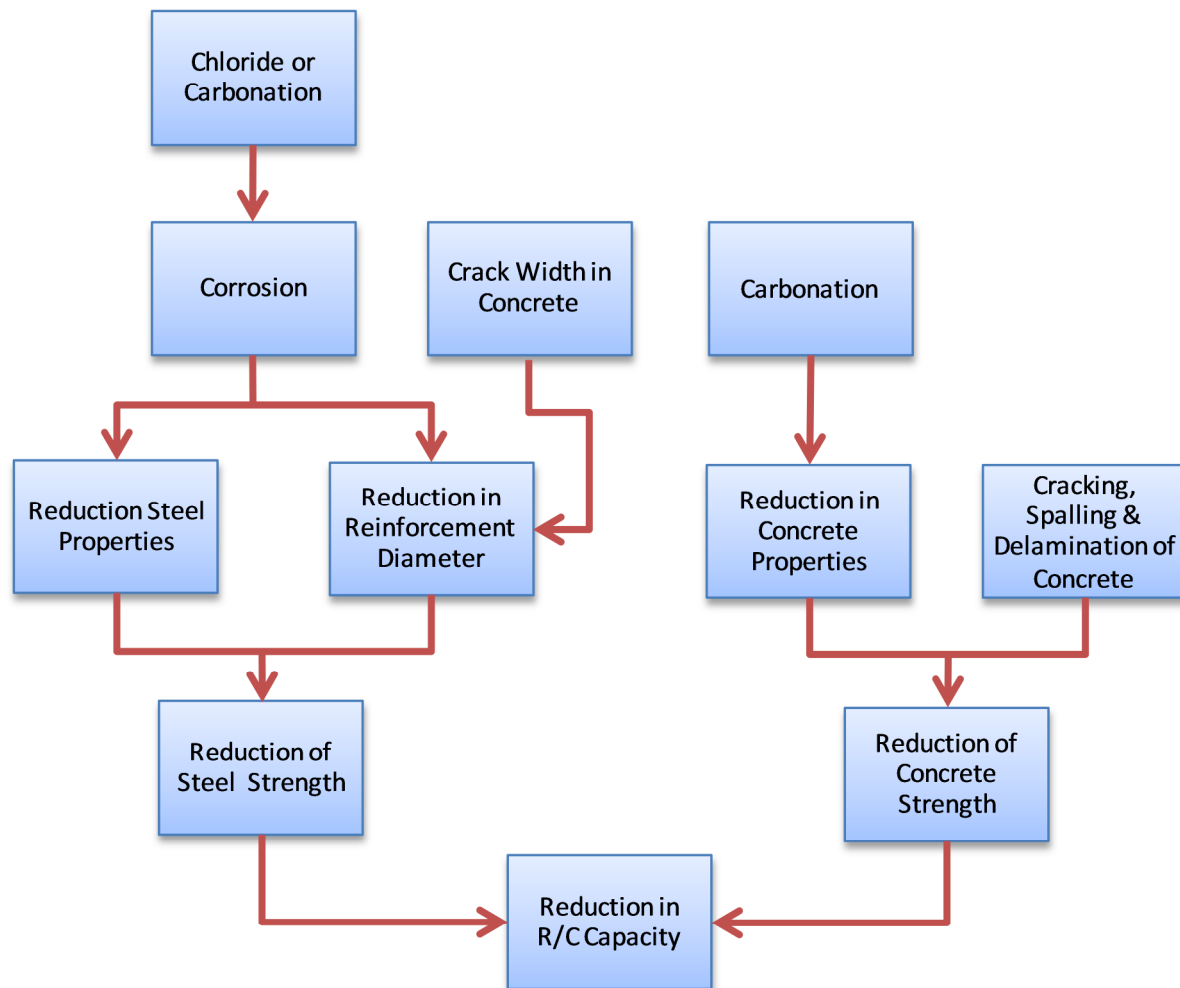 Chloride or
Carbonation
Corrosion
Crack Width in
Concrete
Carbonation
Reduction Steel
Properties
Reduction in
Reinforcement
Diameter
Reduction in
Concrete
Properties
Cracking,
Spalling &
Delamination of
Concrete
Reduction of
Steel Strength
Reduction of
Concrete
Strength
Reduction in
R/C Capacity